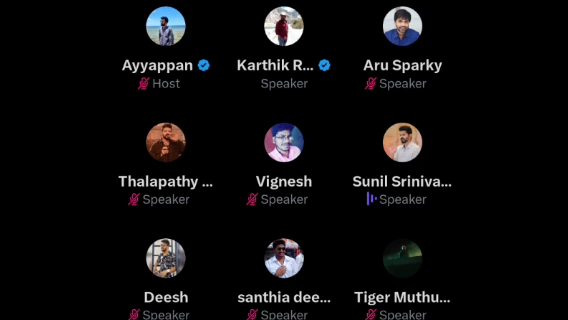 Ayyappan Karthik R... Aru Sparky
Host Speaker Speaker
Thalapathy ... Vignesh Sunil Sriniva...
Speaker Speaker Speaker
Deesh santhia dee... Tiger Muthu...
Speaker Speaker Speaker